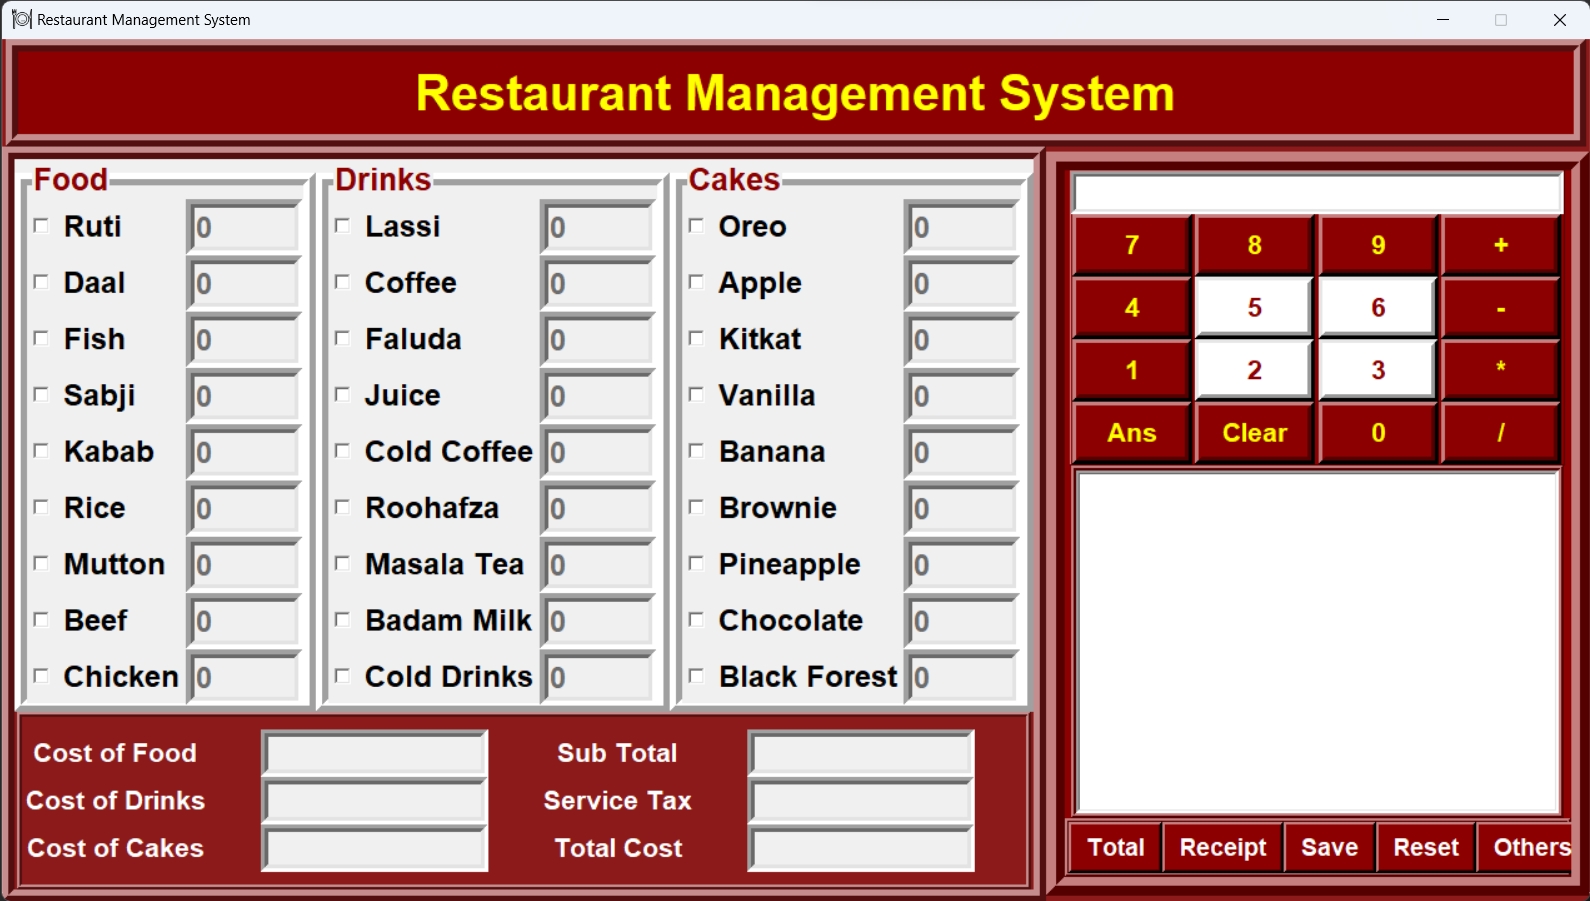 Restaurant Management System
Restaurant Management System
Food
Ruti 0
Daal 0
Fish 0
Sabji 0
Kabab 0
Rice 0
Mutton 0
Beef 0
Chicken 0
Drinks
Lassi 0
Coffee 0
Faluda 0
Juice 0
Cold Coffee 0
Roohafza 0
Masala Tea 0
Badam Milk 0
Cold Drinks 0
Cakes
Oreo 0
Apple 0
Kitkat 0
Vanilla 0
Banana 0
Brownie 0
Pineapple 0
Chocolate 0
Black Forest 0
Cost of Food
Cost of Drinks
Cost of Cakes
Sub Total
Service Tax
Total Cost
7 8 9 +
4 5 6 -
1 2 3 *
Ans Clear 0 /
Total Receipt Save Reset Others